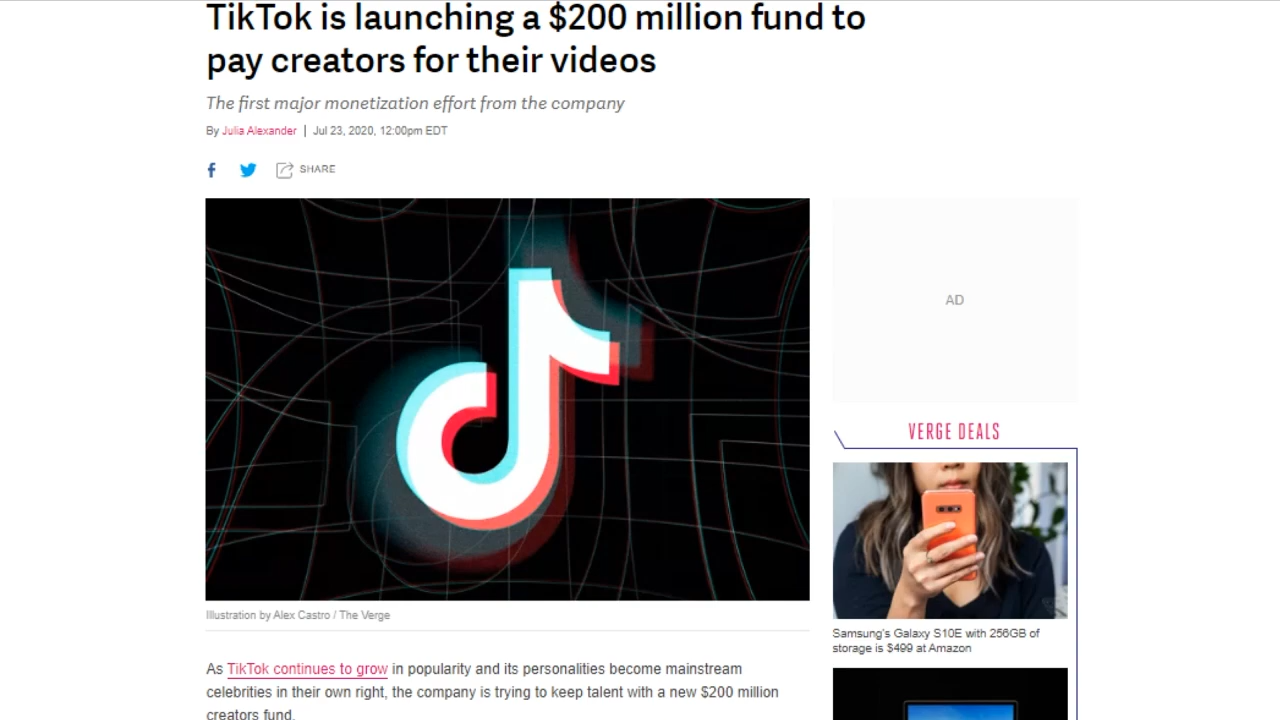 TikTok is launching a $200 million fund to
pay creators for their videos
The first major monetization effort from the company
By Julia Alexander | Jul 23, 2020, 12:00pm EDT
SHARE
AD
VERGE DEALS
Illustration by Alex Castro / The Verge
Samsung's Galaxy S10E with 256GB of
storage is $499 at Amazon
As TikTok continues to grow in popularity and its personalities become mainstream
celebrities in their own right, the company is trying to keep talent with a new $200 million
creators fund.